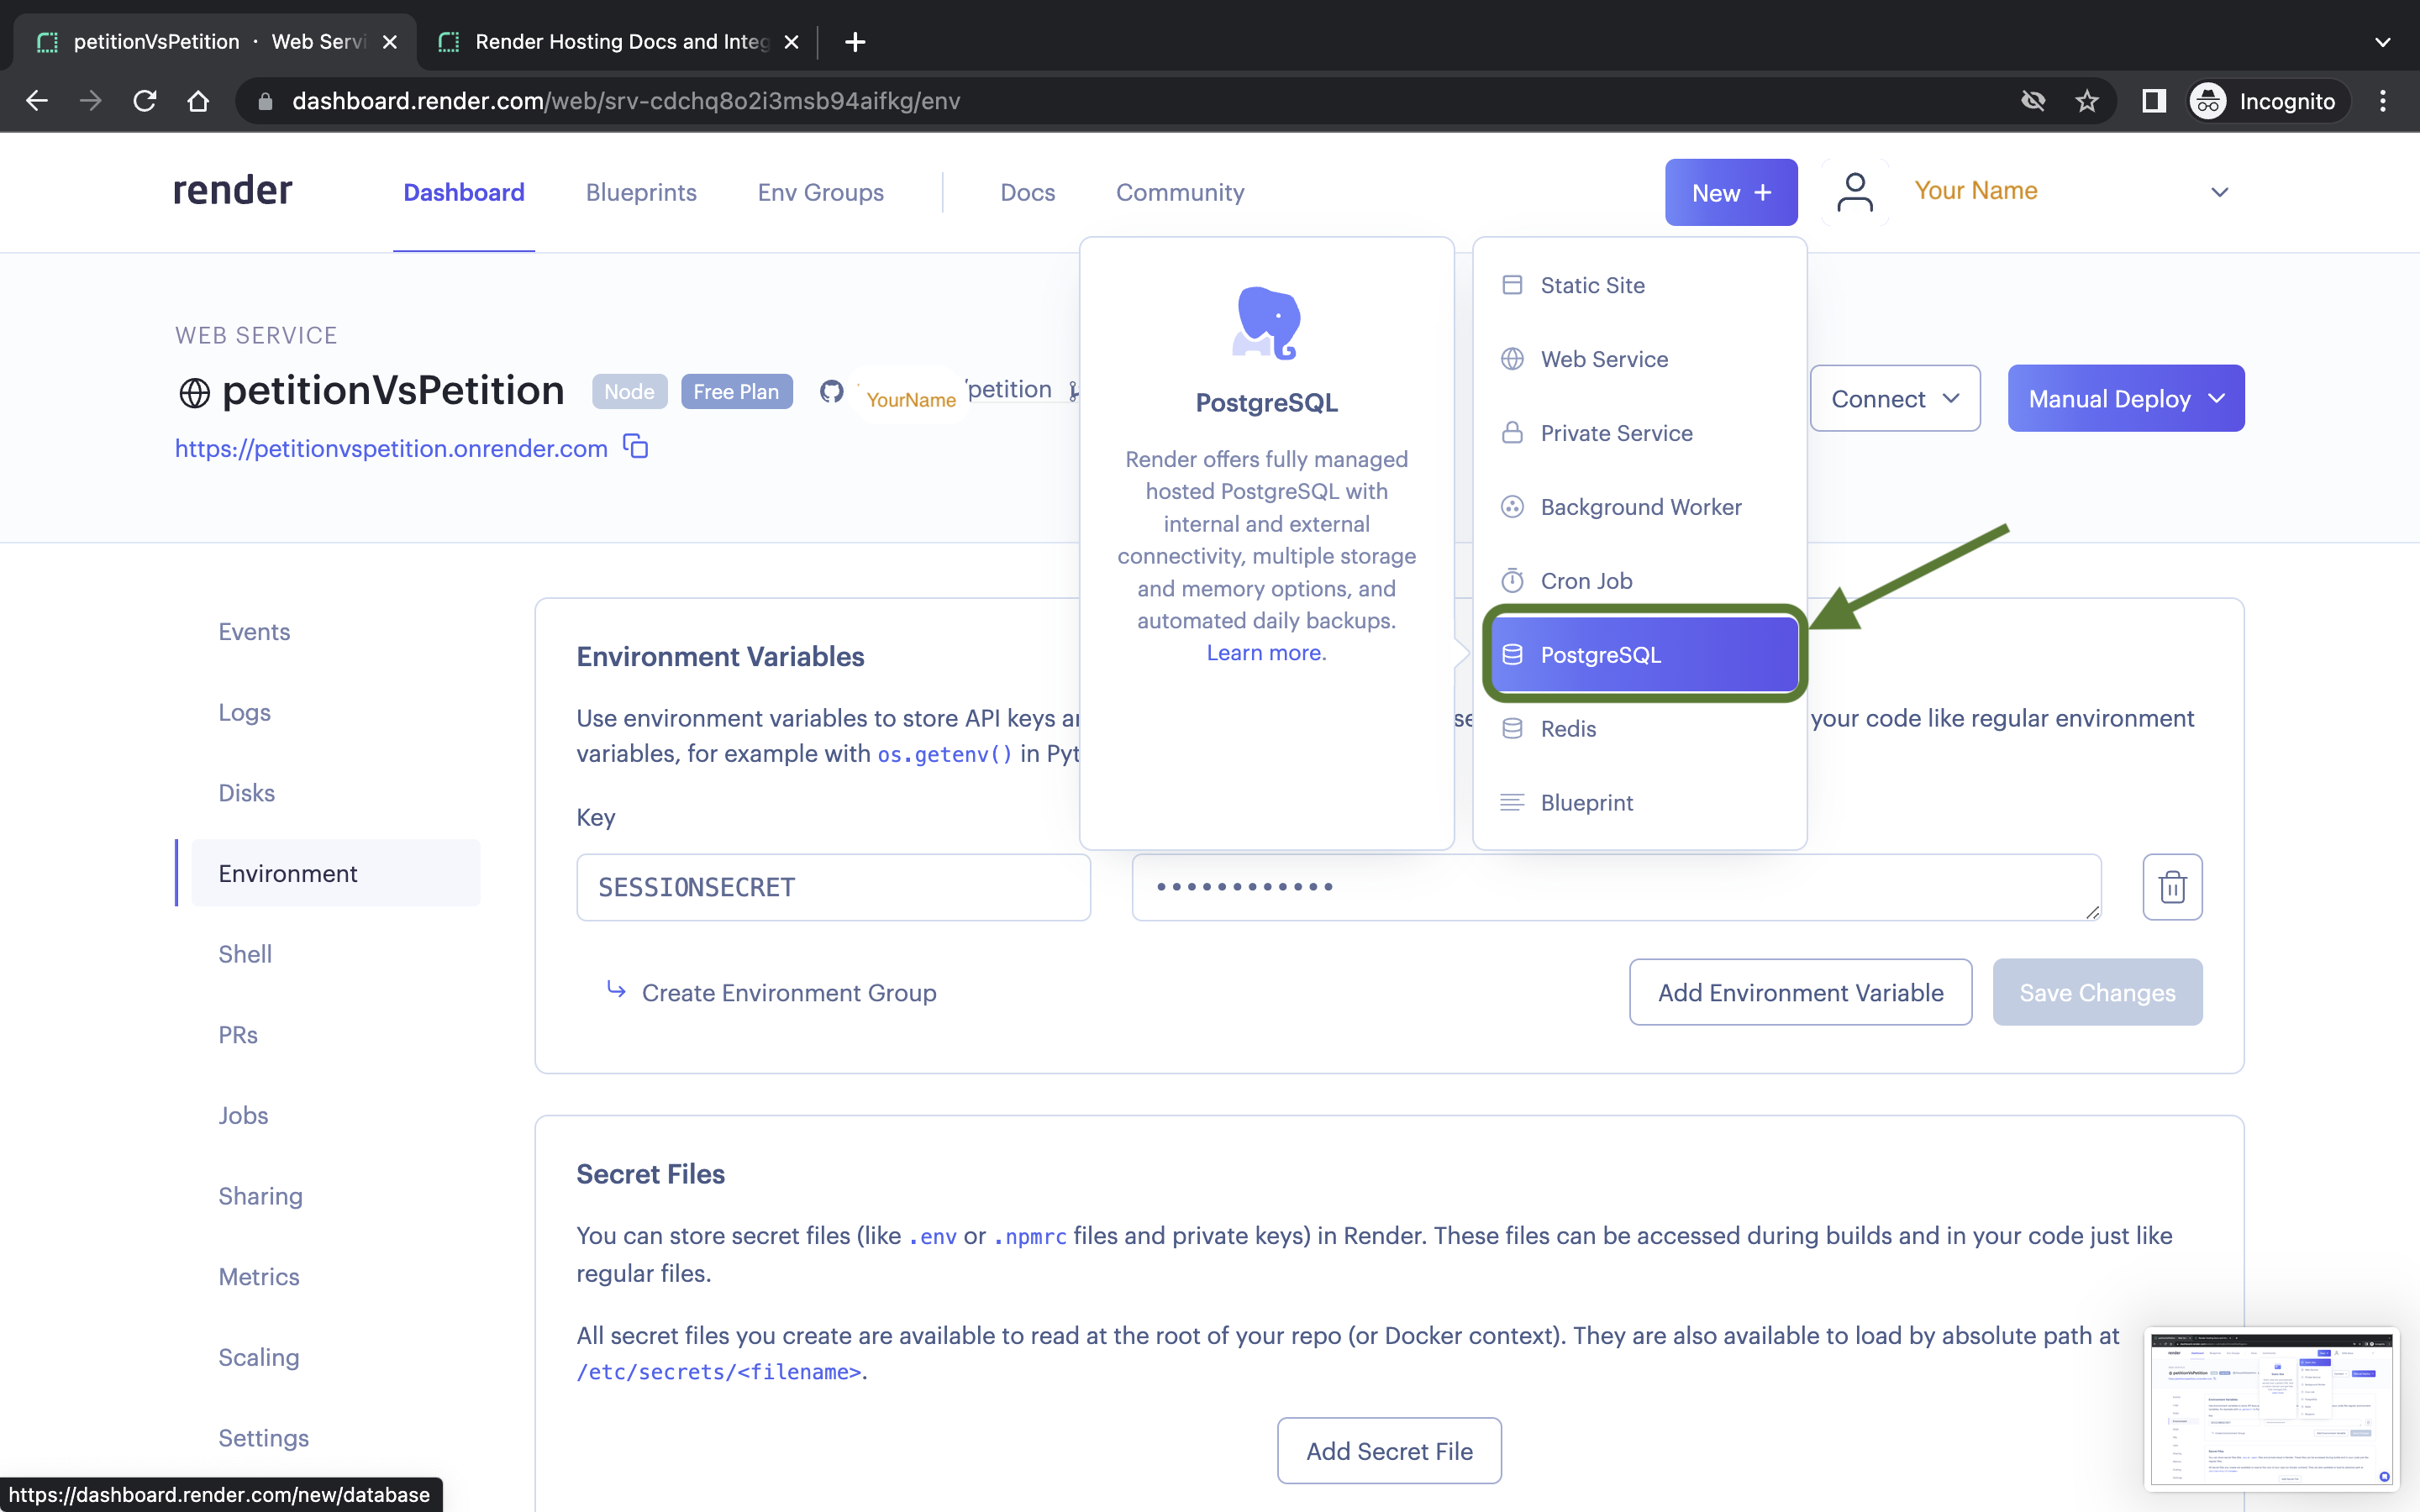 petitionVsPetition · Web Servi
Render Hosting Docs and Integ
dashboard.render.com/web/srv-cdchq8o2i3msb94aifkg/env
Incognito
render
Dashboard
Blueprints
Env Groups
Docs
Community
New +
Your Name
WEB SERVICE
petitionVsPetition
Node
Free Plan
YourName
/petition
https://petitionvspetition.onrender.com
Connect
Manual Deploy
PostgreSQL
Render offers fully managed
hosted PostgreSQL with
internal and external
connectivity, multiple storage
and memory options, and
automated daily backups.
Learn more.
Static Site
Web Service
Private Service
Background Worker
Cron Job
PostgreSQL
Redis
Blueprint
Events
Logs
Disks
Environment
Shell
PRs
Jobs
Sharing
Metrics
Scaling
Settings
Environment Variables
Use environment variables to store API keys your code like regular environment
variables, for example with os.getenv() in
Key
SESSIONSECRET
••••••••••••
Create Environment Group
Add Environment Variable
Save Changes
Secret Files
You can store secret files (like .env or .npmrc files and private keys) in Render. These files can be accessed during builds and in your code just like
regular files.
All secret files you create are available to read at the root of your repo (or Docker context). They are also available to load by absolute path at
/etc/secrets/<filename>.
Add Secret File
https://dashboard.render.com/new/database